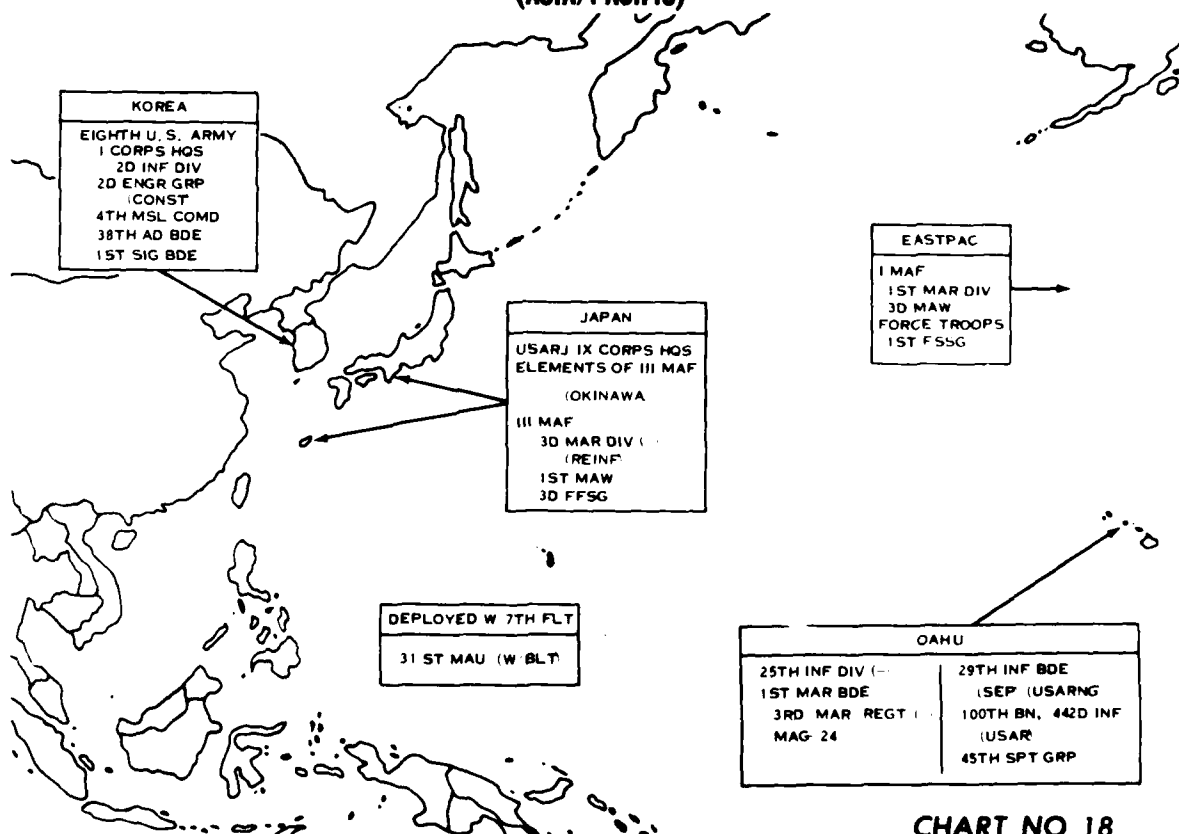 (ASIA/PACIFIC)
KOREA
EIGHTH U. S. ARMY
I CORPS HQS
2D INF DIV
2D ENGR GRP
(CONST
4TH MSL COMD
38TH AD BDE
1ST SIG BDE
EASTPAC
I MAF
1ST MAR DIV
3D MAW
FORCE TROOPS
1ST FSSG
JAPAN
USARJ IX CORPS HQS
ELEMENTS OF III MAF
(OKINAWA
III MAF
3D MAR DIV (
(REINF)
1ST MAW
3D FFSG
DEPLOYED W 7TH FLT
31 ST MAU (W BLT)
OAHU
25TH INF DIV (-
1ST MAR BDE
3RD MAR REGT (
MAG 24
29TH INF BDE
(SEP) (USARNG
100TH BN, 442D INF
(USAR)
45TH SPT GRP
CHART NO 18